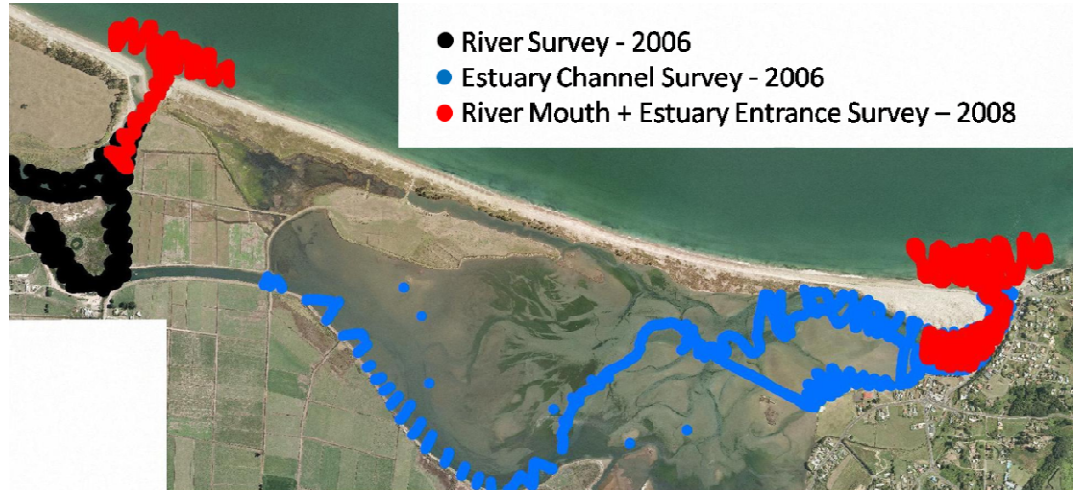 River Survey - 2006
Estuary Channel Survey - 2006
River Mouth + Estuary Entrance Survey – 2008